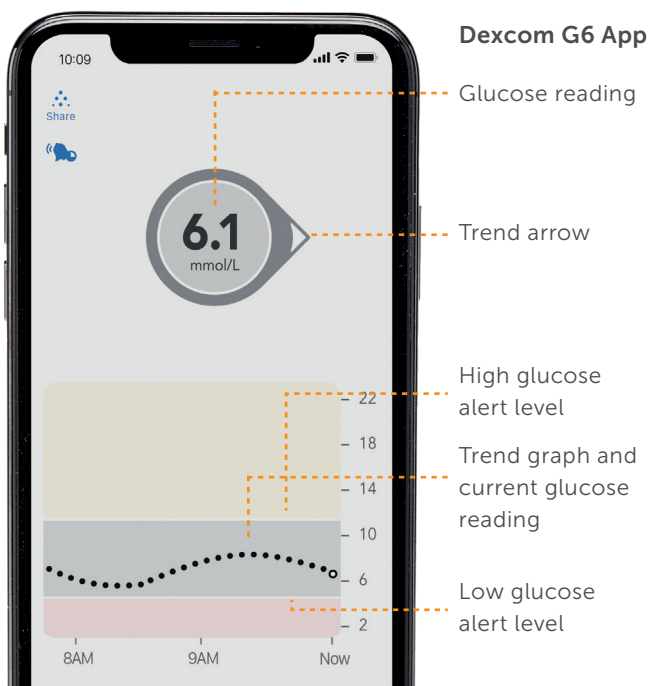 Dexcom G6 App
10:09
Share
Glucose reading
6.1
mmol/L
Trend arrow
High glucose
alert level
22
18
Trend graph and
current glucose
reading
14
10
6
Low glucose
alert level
2
8AM
9AM
Now